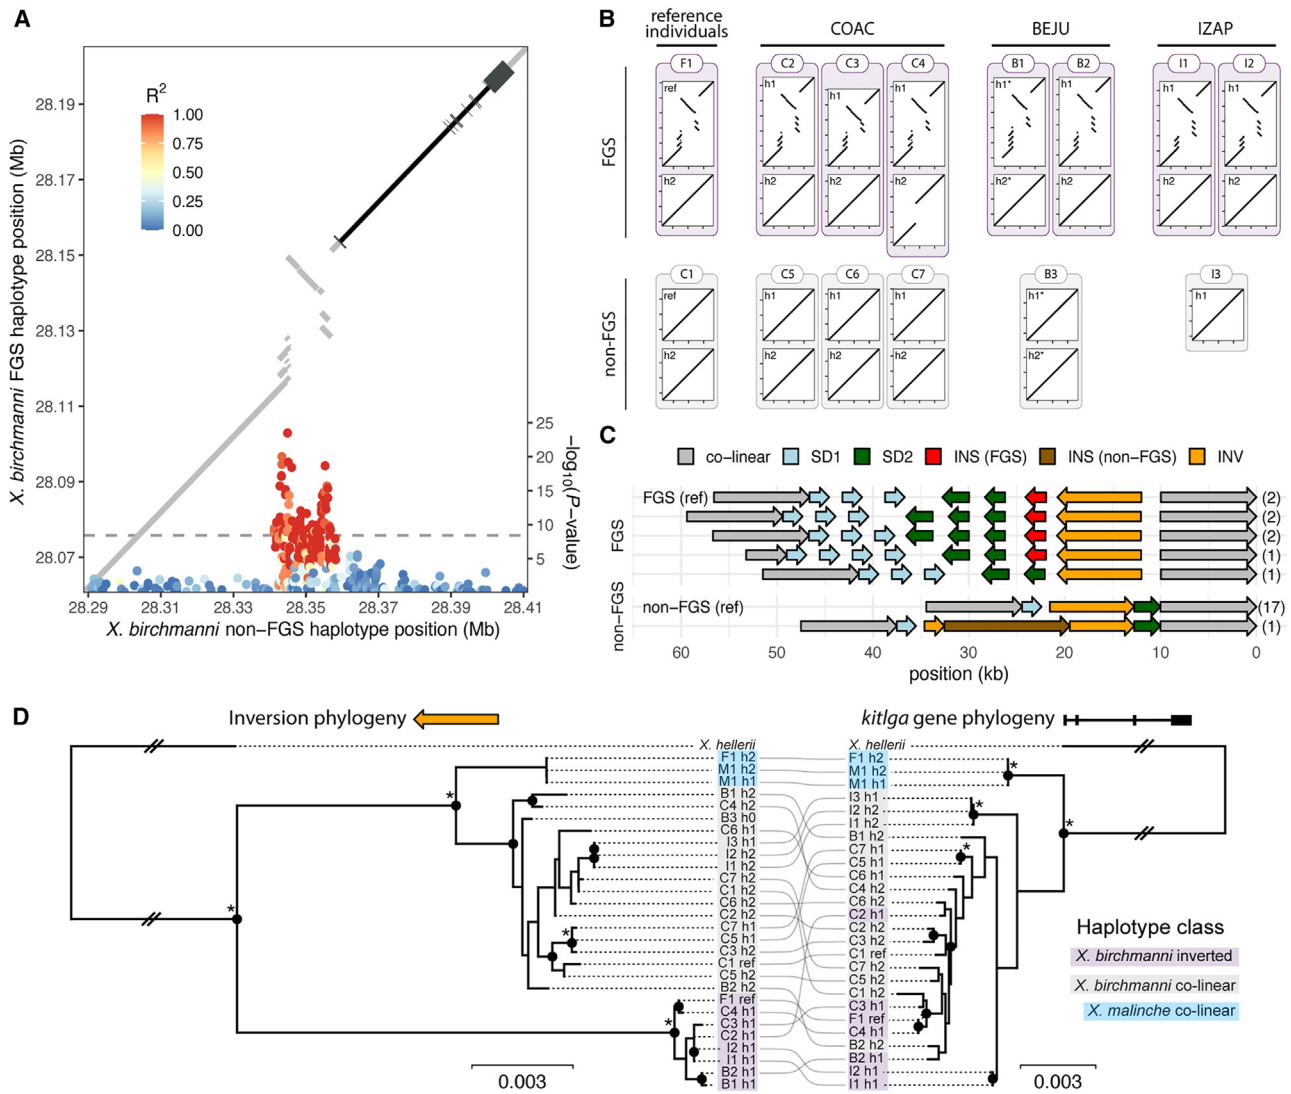 A
R2
1.00
0.75
0.50
0.25
0.00
X. birchmanni FGS haplotype position (Mb)
28.19
28.17
28.15
28.13
28.11
28.09
28.07
25
20
15
10
5
−log10(P−value)
28.29 28.31 28.33 28.35 28.37 28.39 28.41
X. birchmanni non−FGS haplotype position (Mb)
B
reference individuals
COAC
BEJU
IZAP
FGS
F1 C2 C3 C4 B1 B2 I1 I2
ref h1 h1 h1 h1* h1 h1 h1
h2 h2 h2 h2 h2* h2 h2 h2
non-FGS
C1 C5 C6 C7 B3 I3
ref h1 h1 h1 h1* h1
h2 h2 h2 h2 h2*
C
co−linear SD1 SD2 INS (FGS) INS (non−FGS) INV
FGS
FGS (ref) (2)
(2)
(2)
(1)
(1)
non−FGS
non−FGS (ref) (17)
(1)
60 50 40 30 20 10 0
position (kb)
D
Inversion phylogeny
X. hellerii
F1 h2
M1 h2
M1 h1
B1 h2
C4 h2
B3 h0
C6 h1
I3 h1
I2 h2
I1 h2
C7 h2
C1 h2
C6 h2
C2 h2
C7 h1
C5 h1
C3 h2
C1 ref
C5 h2
B2 h2
F1 ref
C4 h1
C3 h1
C2 h1
I2 h1
I1 h1
B2 h1
B1 h1
* * * *
0.003
kitlga gene phylogeny
X. hellerii
F1 h2
M1 h2
M1 h1
I3 h1
I2 h2
I1 h2
B1 h2
C7 h1
C5 h1
C6 h1
C4 h2
C6 h2
C2 h1
C2 h2
C3 h2
C1 ref
C7 h2
C5 h2
C1 h2
C3 h1
F1 ref
C4 h1
B2 h2
B2 h1
I2 h1
I1 h1
* * * *
0.003
Haplotype class
X. birchmanni inverted
X. birchmanni co-linear
X. malinche co-linear